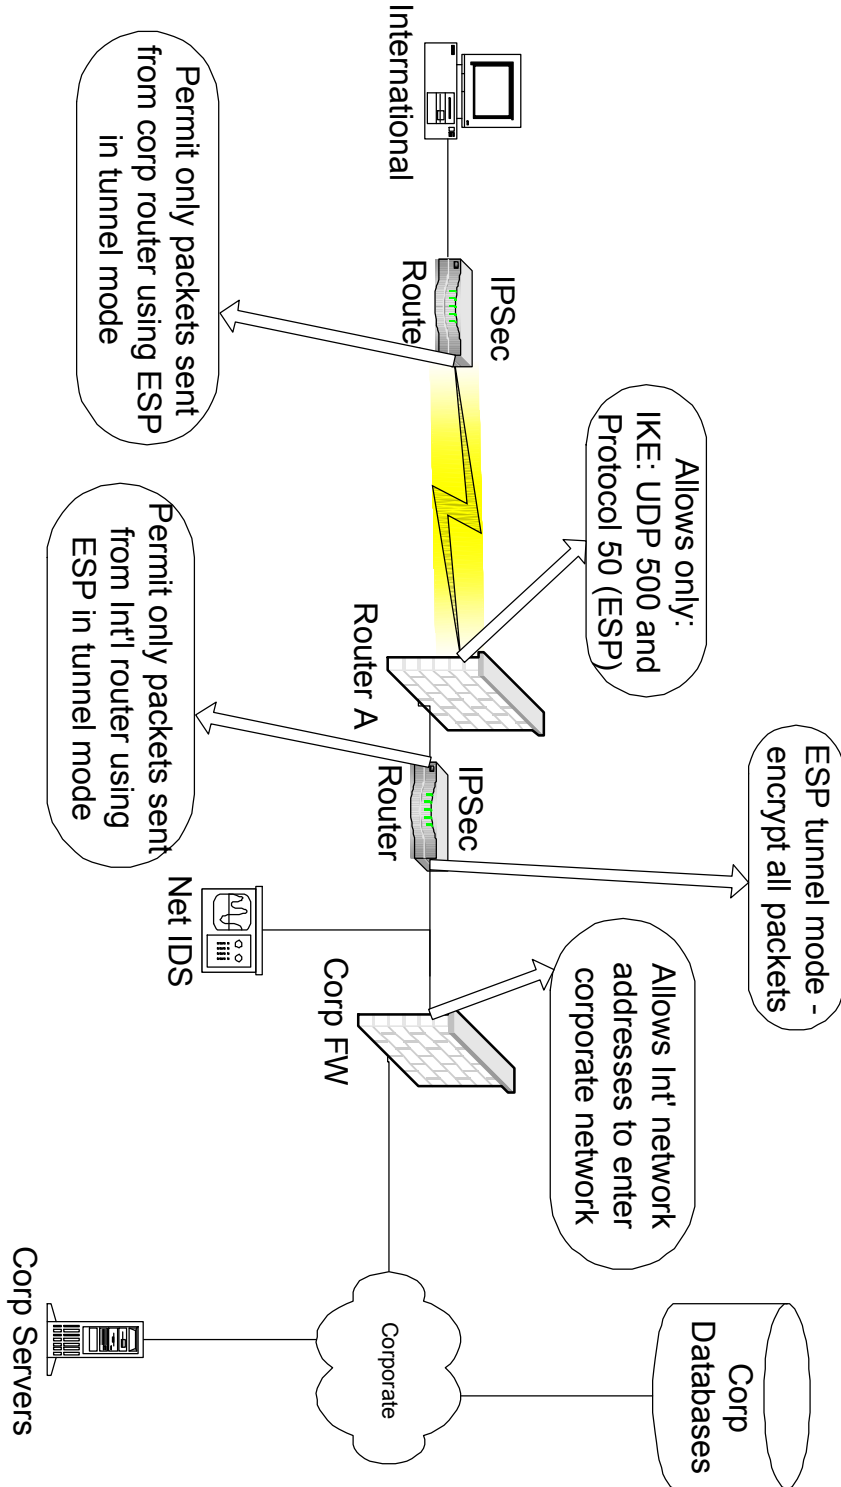 International
IPSec
Route
Permit only packets sent
from corp router using ESP
in tunnel mode
Allows only:
IKE: UDP 500 and
Protocol 50 (ESP)
Router A
IPSec
Router
Permit only packets sent
from Int'l router using
ESP in tunnel mode
ESP tunnel mode -
encrypt all packets
Net IDS
Corp FW
Allows Int' network
addresses to enter
corporate network
Corporate
Corp
Databases
Corp Servers